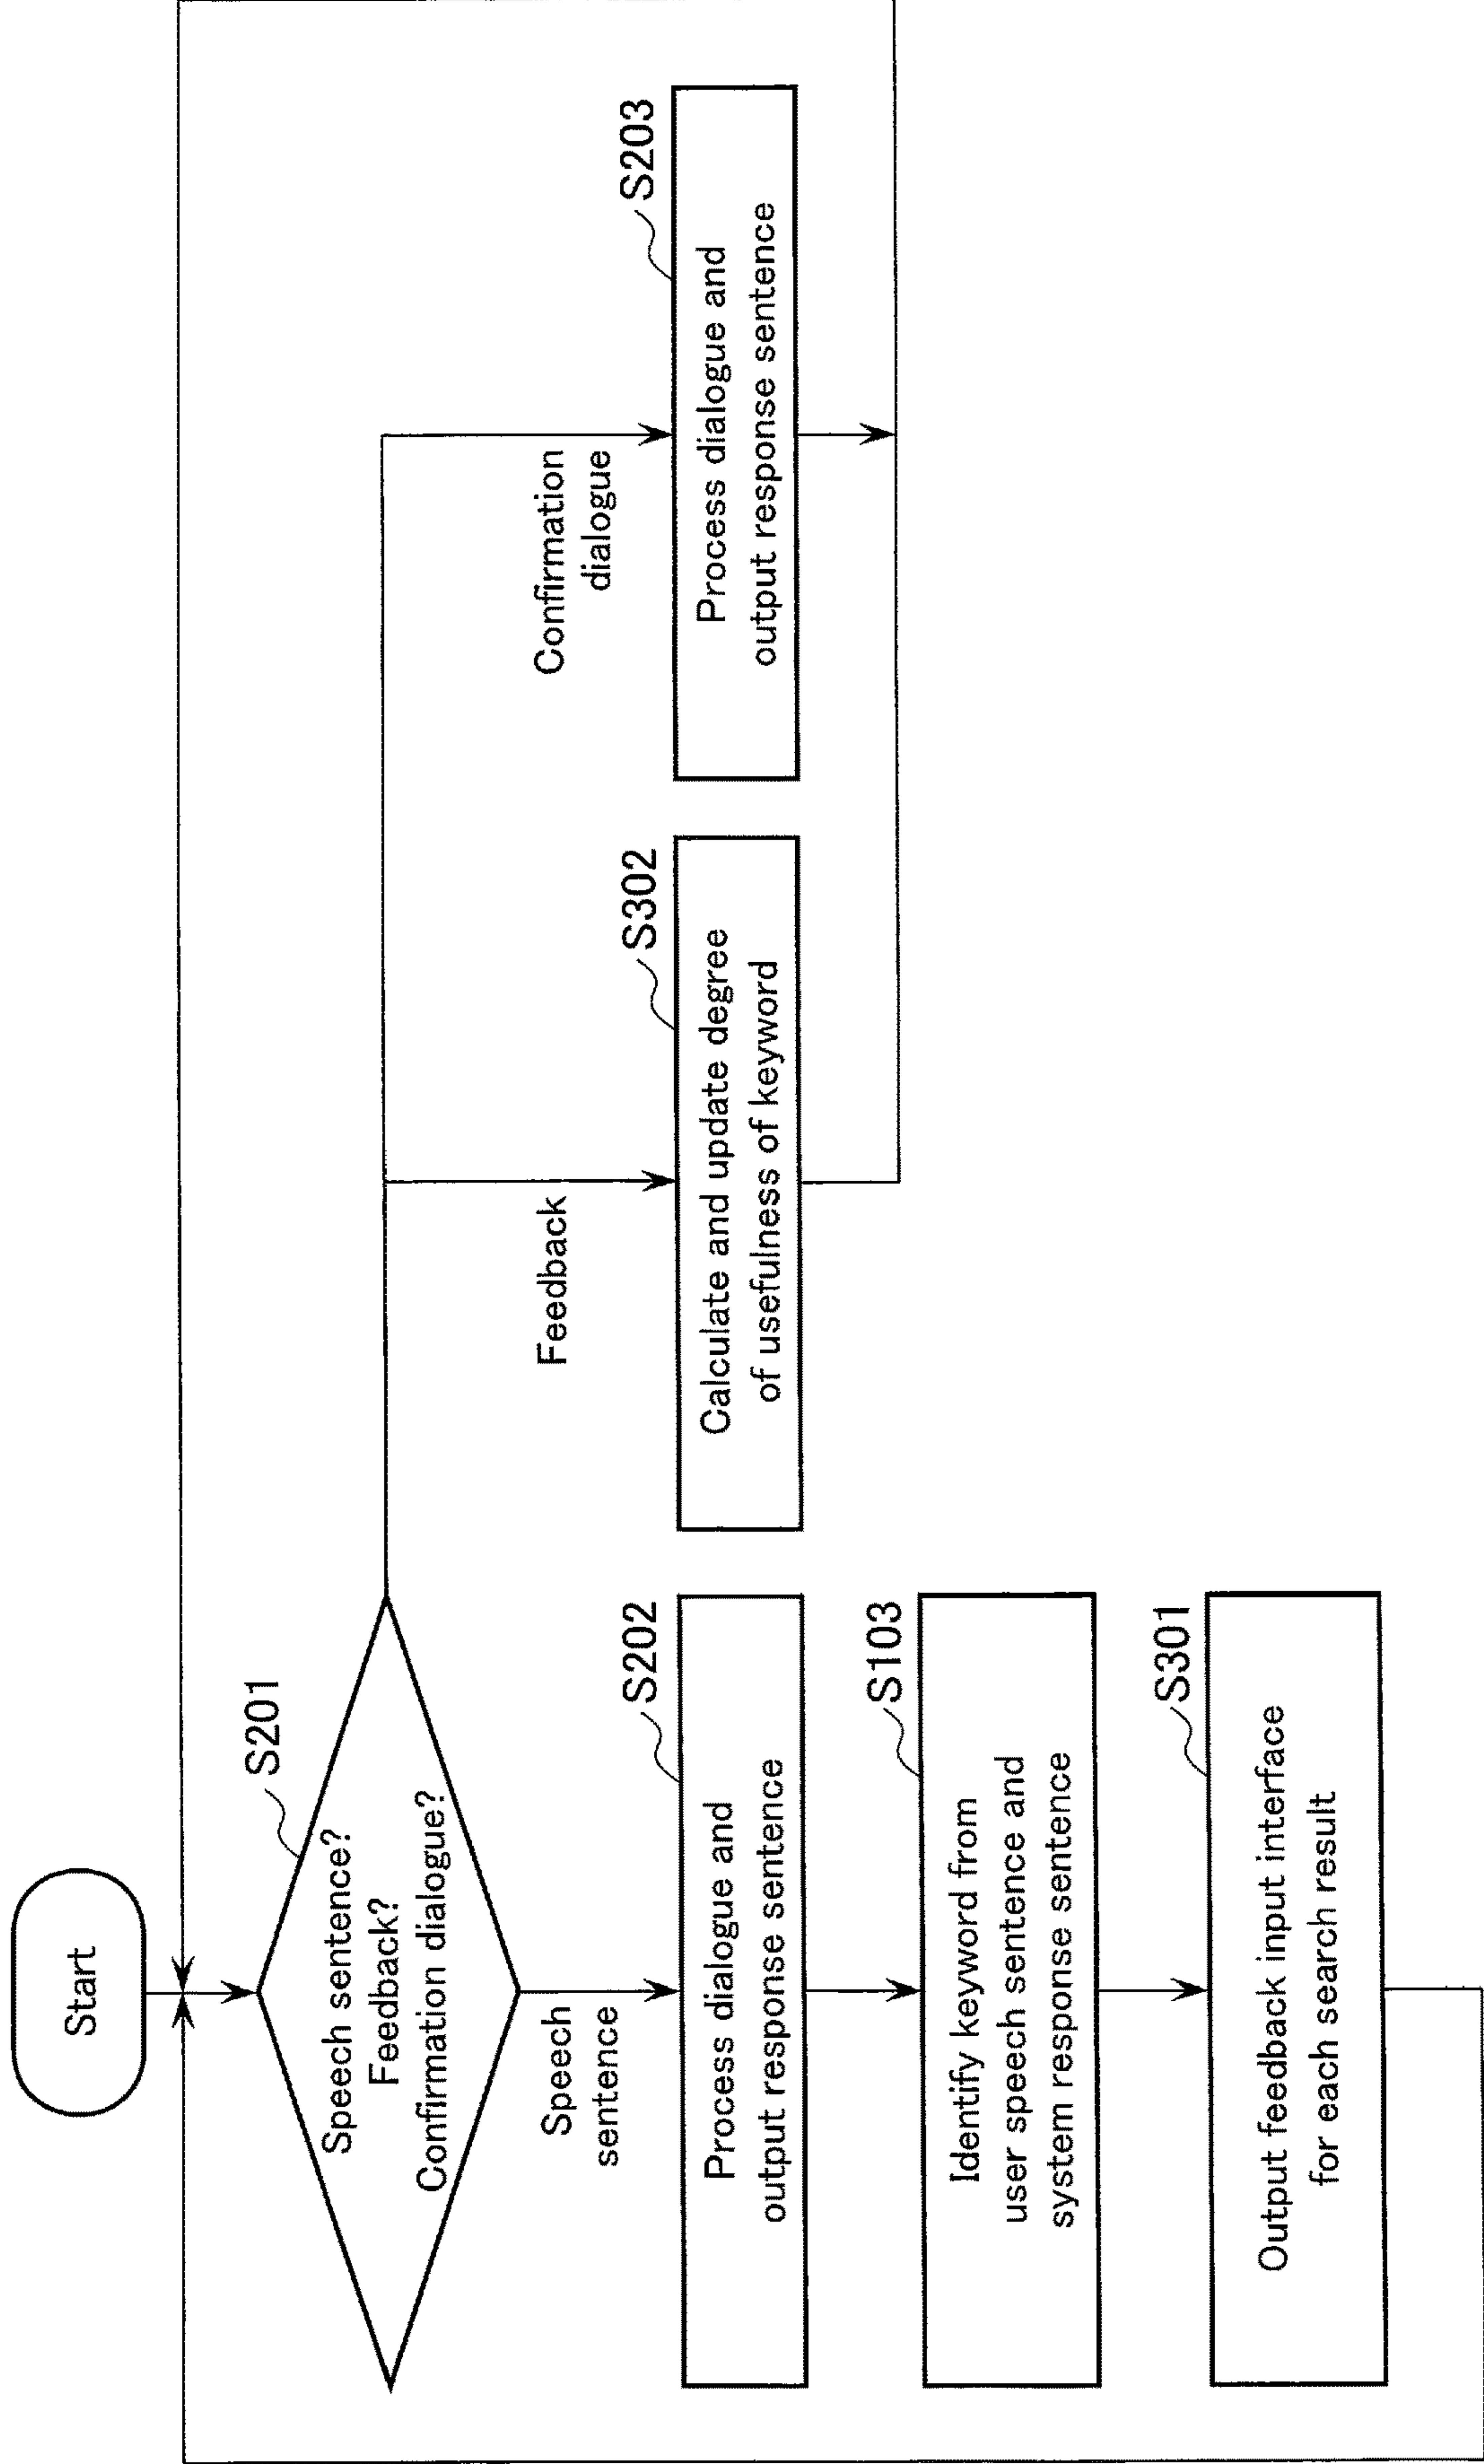 Start
S201
Speech sentence?
Feedback?
Confirmation dialogue?
Speech
sentence
Feedback
Confirmation
dialogue
S202
Process dialogue and
output response sentence
S302
Calculate and update degree
of usefulness of keyword
S203
Process dialogue and
output response sentence
S103
Identify keyword from
user speech sentence and
system response sentence
S301
Output feedback input interface
for each search result